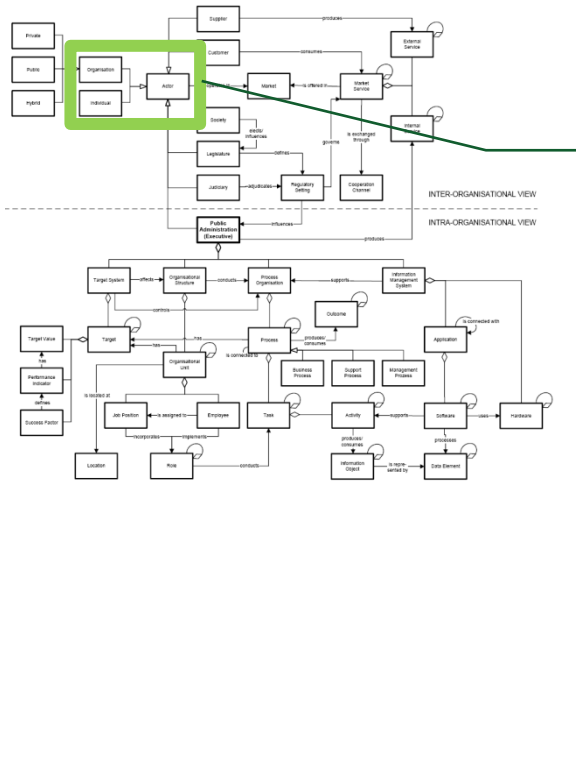 Supplier
produces
Private
External
Service
Customer
consumes
Public
Organisation
Actor
Market
is offered in
Market
Service
Hybrid
Individual
Society
Internal
elects/
influences
is exchanged
through
governs
Legislature
defines
Judiciary
adjudicates
Regulatory
Setting
Cooperation
Channel
INTER-ORGANISATIONAL VIEW
INTRA-ORGANISATIONAL VIEW
Public
Administration
(Executive)
influences
produces
Target System
affects
Organisational
Structure
conducts
Process
Organisation
supports
Information
Management
System
controls
Outcome
is connected with
Target Value
Target
has
Process
produces/
consumes
Application
has
has
is connected to
Performance
Indicator
Organisational
Unit
Business
Process
Support
Process
Management
Process
is located at
defines
Success Factor
Job Position
is assigned to
Employee
Task
Activity
supports
Software
uses
Hardware
incorporates
implements
produces/
consumes
processes
Location
Role
conducts
Information
Object
is repre-
sented by
Data Element